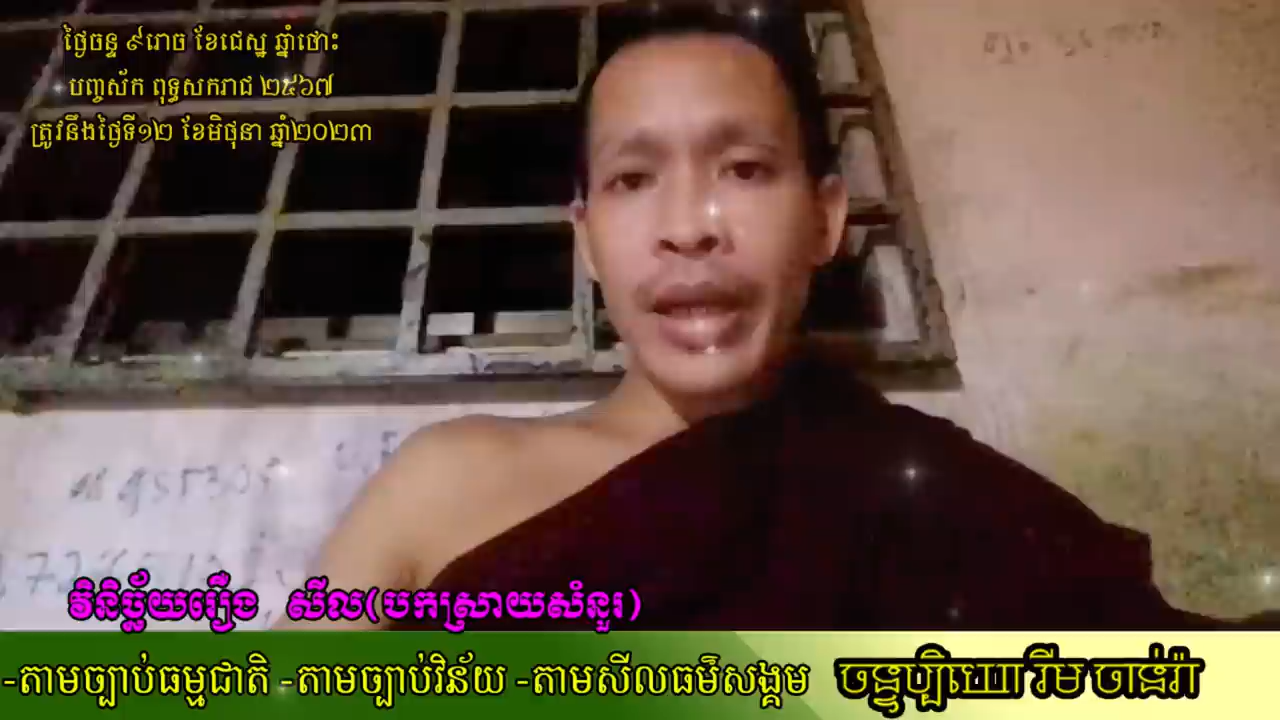 ថ្ងៃចន្ទ ៩រោច ខែជេស្ឋ ឆ្នាំថោះ
បញ្ចស័ក ពុទ្ធសករាជ ២៥៦៧
ត្រូវនឹងថ្ងៃទី១២ ខែមិថុនា ឆ្នាំ២០២៣
វិនិច្ឆ័យរឿង សីល(បកស្រាយសំនួរ)
-តាមច្បាប់ធម្មជាតិ -តាមច្បាប់វិន័យ -តាមសីលធម៌សង្គម
ចន្ទប្បិយោ រីម ចាន់រ៉ា